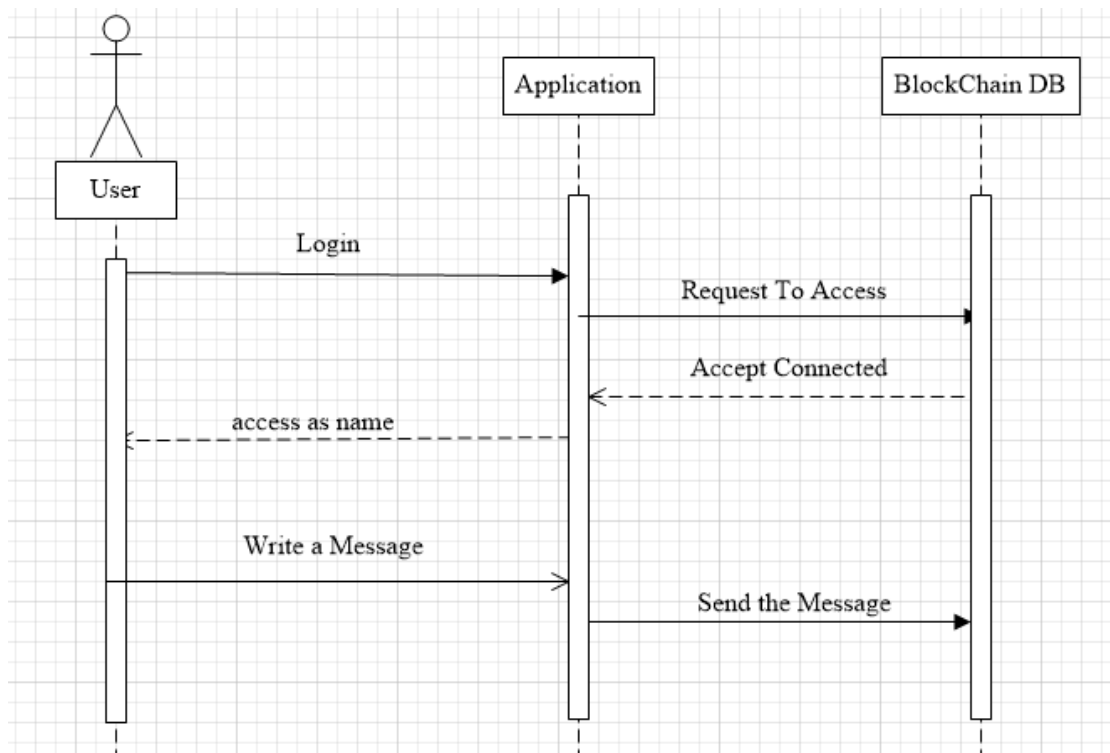 Application
BlockChain DB
User
Login
Request To Access
Accept Connected
access as name
Write a Message
Send the Message